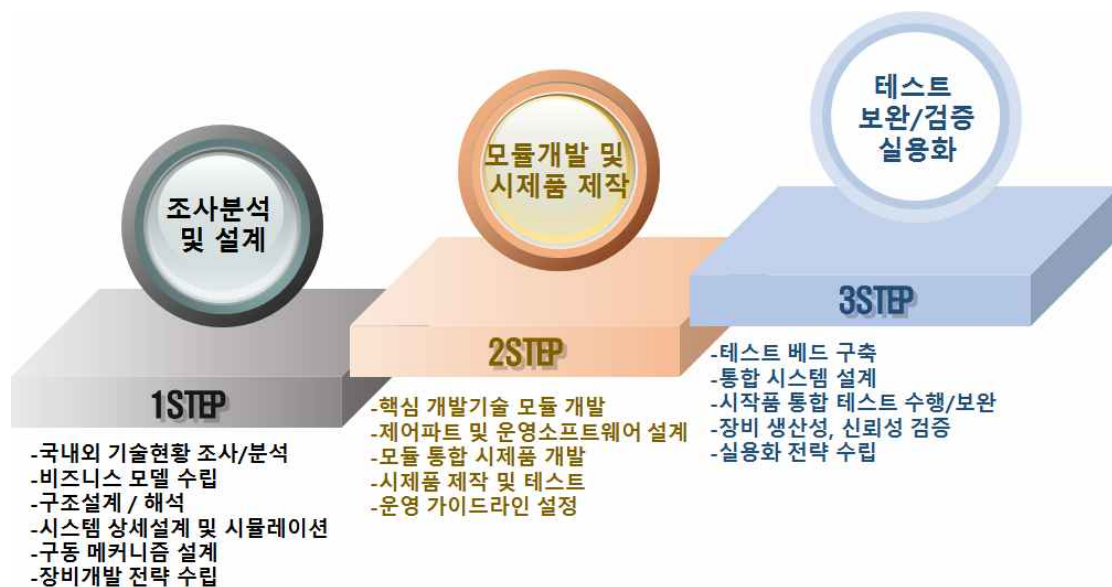 조사분석
및 설계
1STEP
-국내외 기술현황 조사/분석
-비즈니스 모델 수립
-구조설계 / 해석
-시스템 상세설계 및 시뮬레이션
-구동 메커니즘 설계
-장비개발 전략 수립
모듈개발 및
시제품 제작
2STEP
-핵심 개발기술 모듈 개발
-제어파트 및 운영소프트웨어 설계
-모듈 통합 시제품 개발
-시제품 제작 및 테스트
-운영 가이드라인 설정
테스트
보완/검증
실용화
3STEP
-테스트 베드 구축
-통합 시스템 설계
-시작품 통합 테스트 수행/보완
-장비 생산성, 신뢰성 검증
-실용화 전략 수립